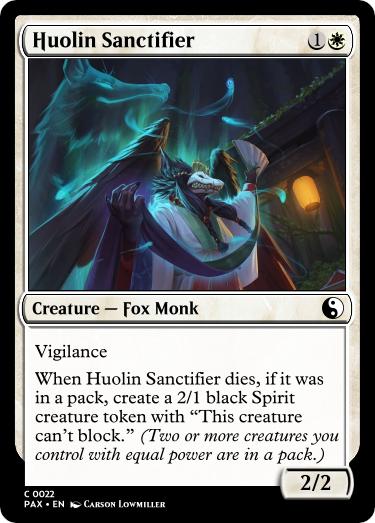 Huolin Sanctifier 1
Creature — Fox Monk
Vigilance
When Huolin Sanctifier dies, if it was
in a pack, create a 2/1 black Spirit
creature token with “This creature
can’t block.” (Two or more creatures you
control with equal power are in a pack.)
2/2
C 0022
PAX • EN Carson Lowmiller